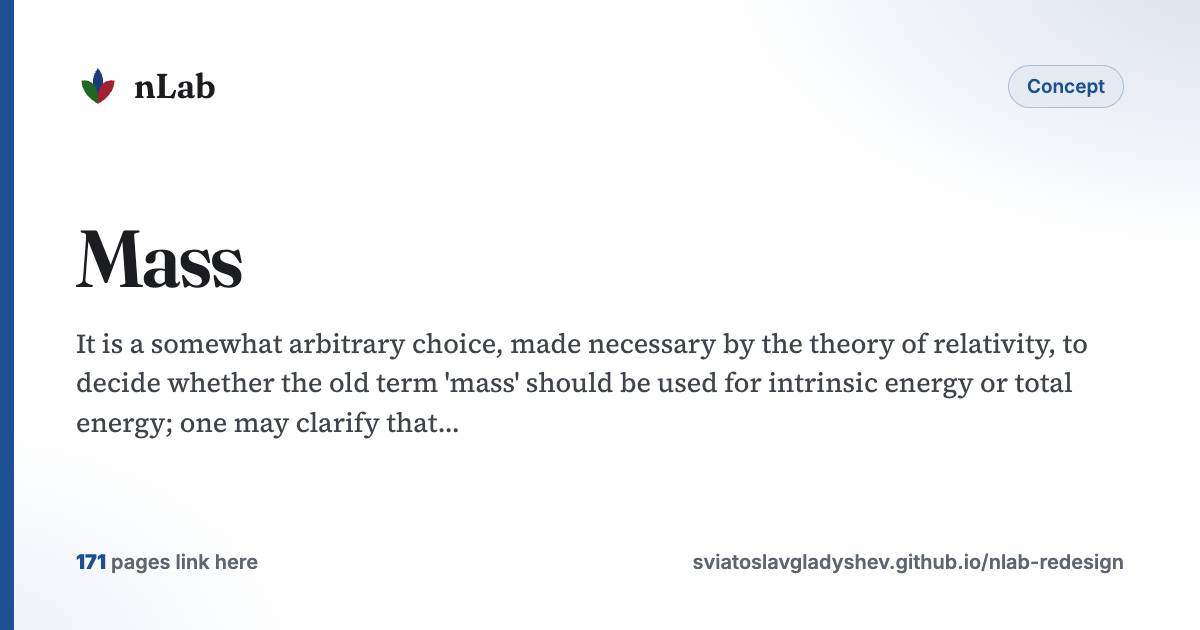 nLab
Concept
Mass
It is a somewhat arbitrary choice, made necessary by the theory of relativity, to
decide whether the old term 'mass' should be used for intrinsic energy or total
energy; one may clarify that...
171 pages link here
sviatoslavgladyshev.github.io/nlab-redesign